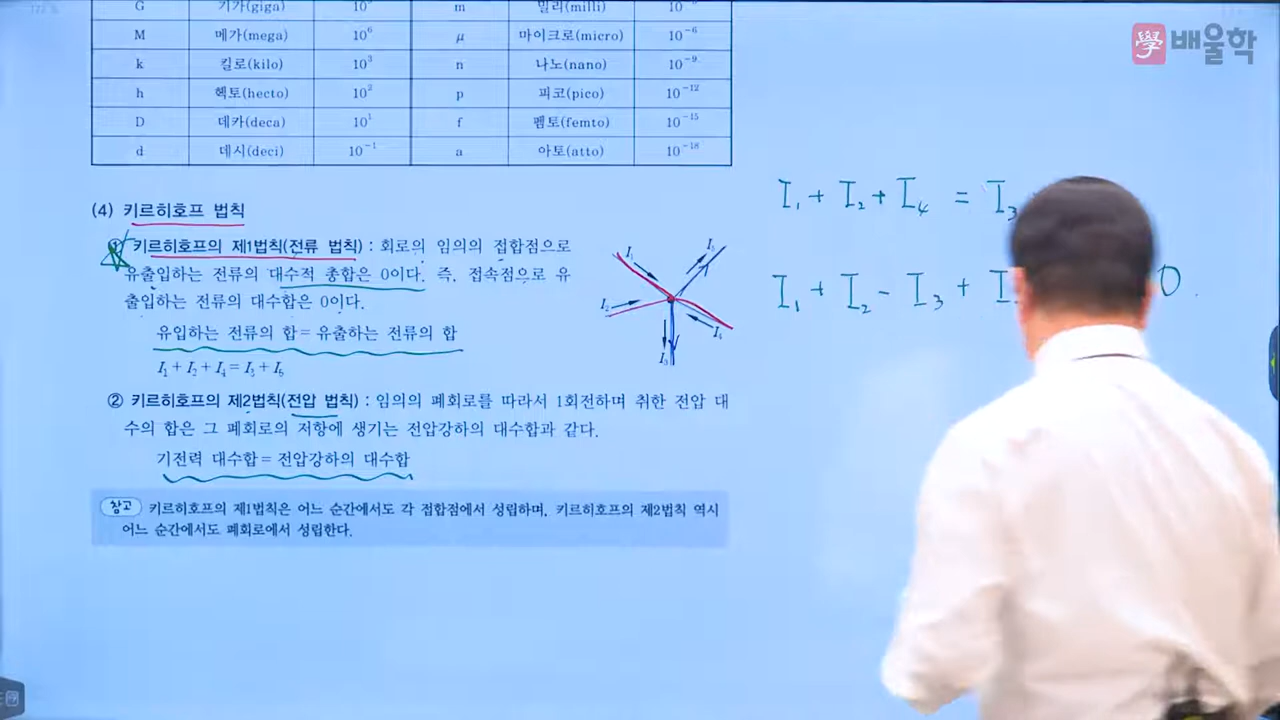 배울학
G 기가(giga) m 밀리(milli)
M 메가(mega) 10⁶ μ 마이크로(micro) 10⁻⁶
k 킬로(kilo) 10³ n 나노(nano) 10⁻⁹
h 헥토(hecto) 10² p 피코(pico) 10⁻¹²
D 데카(deca) 10¹ f 펨토(femto) 10⁻¹⁵
d 데시(deci) 10⁻¹ a 아토(atto) 10⁻¹⁸
(4) 키르히호프 법칙
① 키르히호프의 제1법칙(전류 법칙) : 회로의 임의의 접합점으로
유출입하는 전류의 대수적 총합은 0이다. 즉, 접속점으로 유
출입하는 전류의 대수합은 0이다.
유입하는 전류의 합 = 유출하는 전류의 합
I₁ I₂ I₄
② 키르히호프의 제2법칙(전압 법칙) : 임의의 폐회로를 따라서 1회전하며 취한 전압 대
수의 합은 그 폐회로의 저항에 생기는 전압강하의 대수합과 같다.
기전력 대수합 = 전압강하의 대수합
참고 키르히호프의 제1법칙은 어느 순간에서도 각 접합점에서 성립하며, 키르히호프의 제2법칙 역시
어느 순간에서도 폐회로에서 성립한다.
I₁ + I₂ + I₄ = I₃
I₁ + I₂ - I₃ + 0